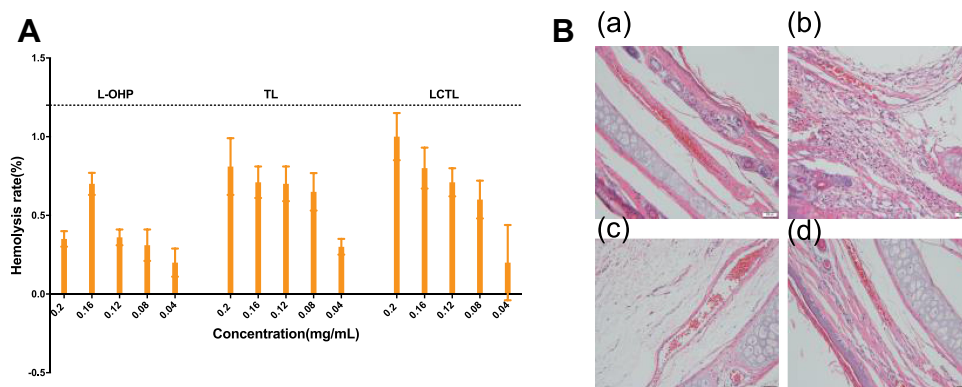 A
B
(a)
(b)
(c)
(d)
Hemolysis rate(%)
1.5
1.0
0.5
0.0
-0.5
L-OHP
TL
LCTL
0.2 0.16 0.12 0.08 0.04 0.2 0.16 0.12 0.08 0.04 0.2 0.16 0.12 0.08 0.04
Concentration(mg/mL)